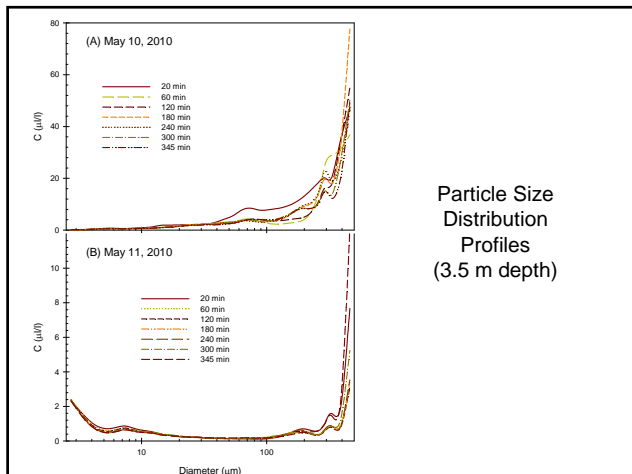 (A) May 10, 2010
80
60
40
20
0
C (µl/l)
20 min
60 min
120 min
180 min
240 min
300 min
345 min
(B) May 11, 2010
10
8
6
4
2
0
C (µl/l)
20 min
60 min
120 min
180 min
240 min
300 min
345 min
10 100
Diameter (µm)
Particle Size
Distribution
Profiles
(3.5 m depth)